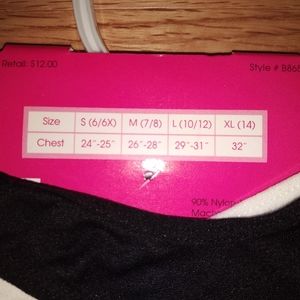 Retail: $12.00
Style # B86
Size S (6/6X) M (7/8) L (10/12) XL (14)
Chest 24"-25" 26"-28" 29"-31" 32"
90% Nylon
Mach